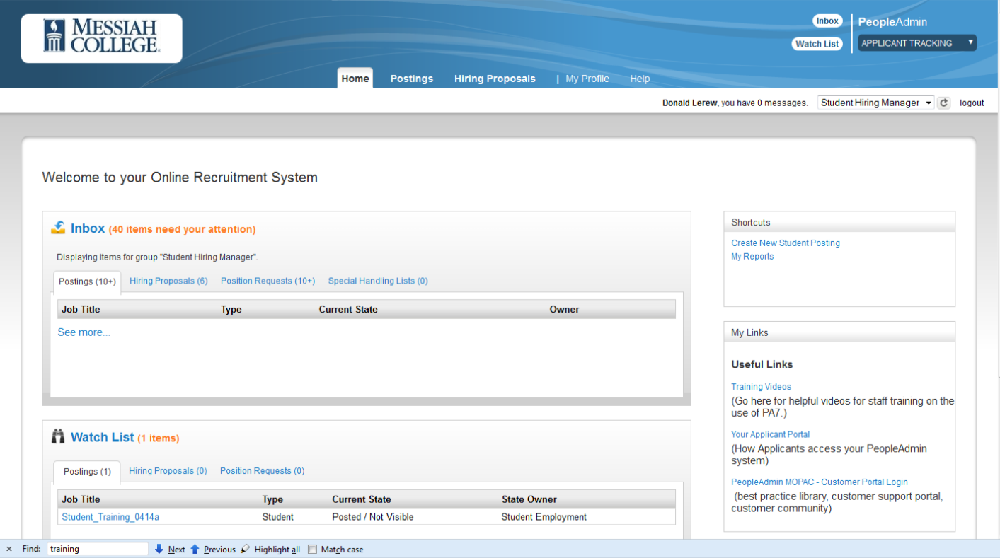 MESSIAH
COLLEGE
Inbox
PeopleAdmin
Watch List
APPLICANT TRACKING
Home Postings Hiring Proposals | My Profile Help
Donald Lerew, you have 0 messages. Student Hiring Manager logout
Welcome to your Online Recruitment System
Inbox (40 items need your attention)
Displaying items for group "Student Hiring Manager".
Postings (10+) Hiring Proposals (6) Position Requests (10+) Special Handling Lists (0)
Job Title Type Current State Owner
See more...
Watch List (1 items)
Postings (1) Hiring Proposals (0) Position Requests (0)
Job Title Type Current State State Owner
Student_Training_0414a Student Posted / Not Visible Student Employment
Shortcuts
Create New Student Posting
My Reports
My Links
Useful Links
Training Videos
(Go here for helpful videos for staff training on the
use of PA7.)
Your Applicant Portal
(How Applicants access your PeopleAdmin
system)
PeopleAdmin MOPAC - Customer Portal Login
(best practice library, customer support portal,
customer community)
× Find: training Next Previous Highlight all Match case